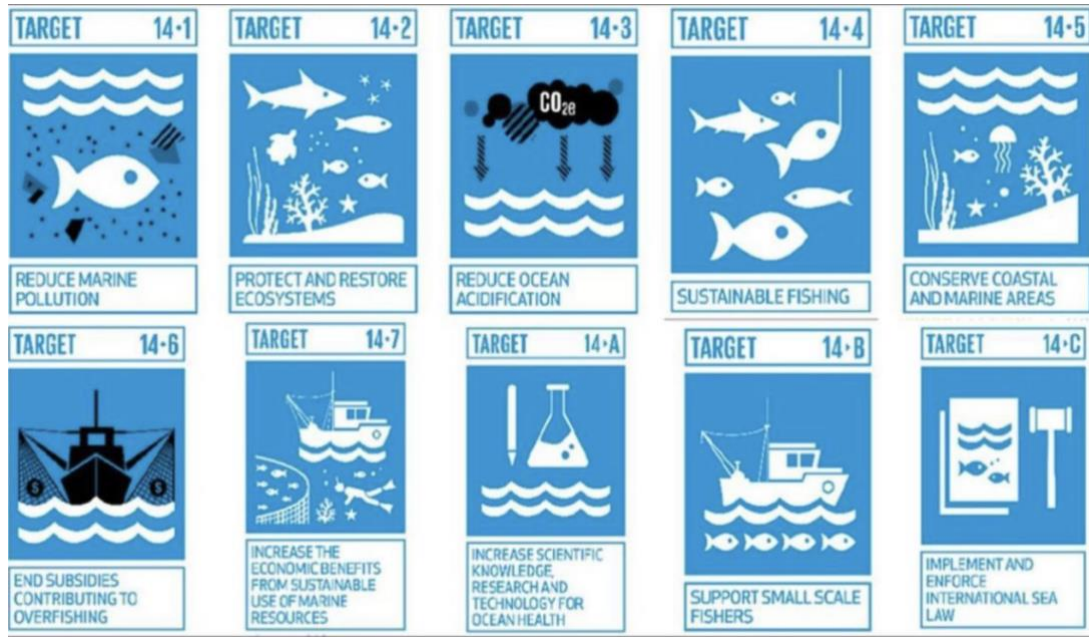 TARGET 14·1
REDUCE MARINE
POLLUTION
TARGET 14·2
PROTECT AND RESTORE
ECOSYSTEMS
TARGET 14·3
CO2e
REDUCE OCEAN
ACIDIFICATION
TARGET 14·4
SUSTAINABLE FISHING
TARGET 14·5
CONSERVE COASTAL
AND MARINE AREAS
TARGET 14·6
$ $
END SUBSIDIES
CONTRIBUTING TO
OVERFISHING
TARGET 14·7
INCREASE THE
ECONOMIC BENEFITS
FROM SUSTAINABLE
USE OF MARINE
RESOURCES
TARGET 14·A
INCREASE SCIENTIFIC
KNOWLEDGE,
RESEARCH AND
TECHNOLOGY FOR
OCEAN HEALTH
TARGET 14·B
SUPPORT SMALL SCALE
FISHERS
TARGET 14·C
IMPLEMENT AND
ENFORCE
INTERNATIONAL SEA
LAW